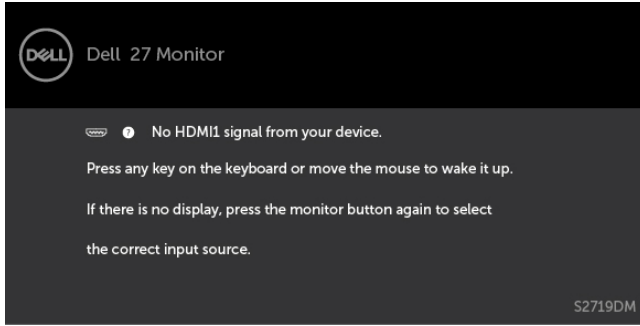 DELL
Dell 27 Monitor
? No HDMI1 signal from your device.
Press any key on the keyboard or move the mouse to wake it up.
If there is no display, press the monitor button again to select
the correct input source.
S2719DM